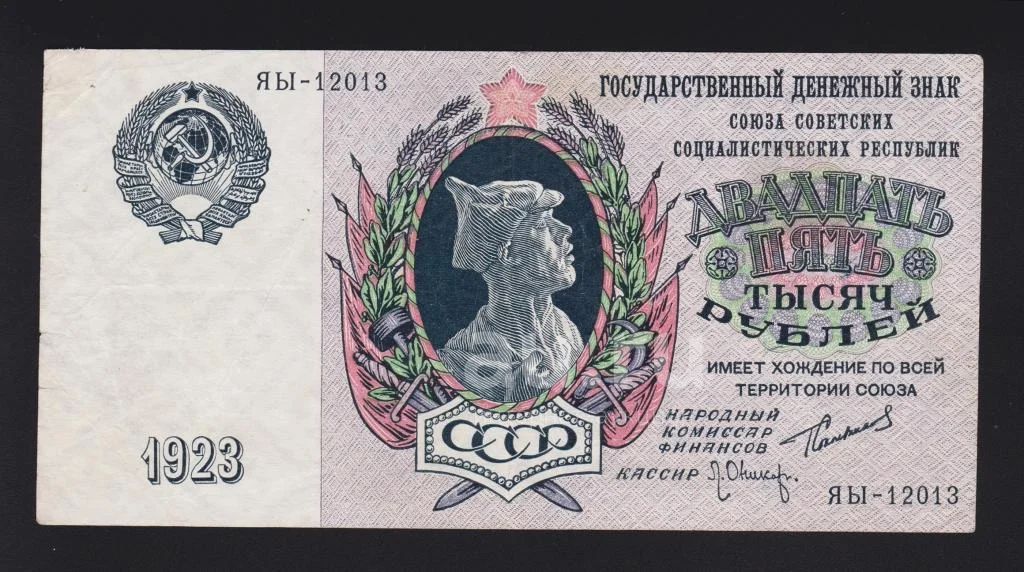 ЯЫ-12013
ГОСУДАРСТВЕННЫЙ ДЕНЕЖНЫЙ ЗНАК
СОЮЗА СОВЕТСКИХ
СОЦИАЛИСТИЧЕСКИХ РЕСПУБЛИК
ДВАДЦАТЬ
ПЯТЬ
ТЫСЯЧ
РУБЛЕЙ
ИМЕЕТ ХОЖДЕНИЕ ПО ВСЕЙ
ТЕРРИТОРИИ СОЮЗА
НАРОДНЫЙ
КОМИССАР
ФИНАНСОВ
КАССИР
ЯЫ-12013
СССР
1923